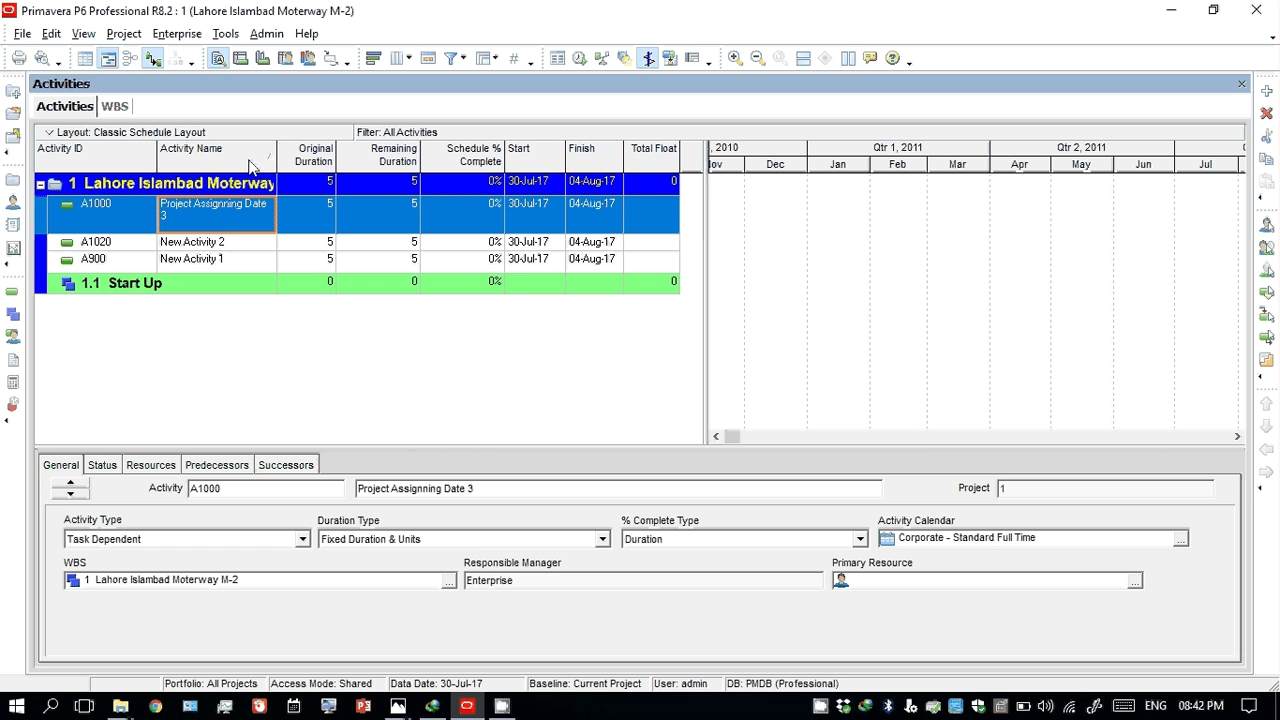 Primavera P6 Professional R8.2 : 1 (Lahore Islambad Moterway M-2)
File Edit View Project Enterprise Tools Admin Help
Activities
Activities WBS
Layout: Classic Schedule Layout Filter: All Activities
Activity ID Activity Name Original Duration Remaining Duration Schedule % Complete Start Finish Total Float
, 2010 Qtr 1, 2011 Qtr 2, 2011
Nov Dec Jan Feb Mar Apr May Jun Jul
1 Lahore Islambad Moterway 5 5 0% 30-Jul-17 04-Aug-17 0
A1000 Project Assignning Date 3 5 5 0% 30-Jul-17 04-Aug-17
A1020 New Activity 2 5 5 0% 30-Jul-17 04-Aug-17
A900 New Activity 1 5 5 0% 30-Jul-17 04-Aug-17
1.1 Start Up 0 0 0% 0
General Status Resources Predecessors Successors
Activity A1000 Project Assignning Date 3 Project 1
Activity Type Duration Type % Complete Type Activity Calendar
Task Dependent Fixed Duration & Units Duration Corporate - Standard Full Time
WBS Responsible Manager Primary Resource
1 Lahore Islambad Moterway M-2 Enterprise
Portfolio: All Projects Access Mode: Shared Data Date: 30-Jul-17 Baseline: Current Project User: admin DB: PMDB (Professional)
ENG 08:42 PM